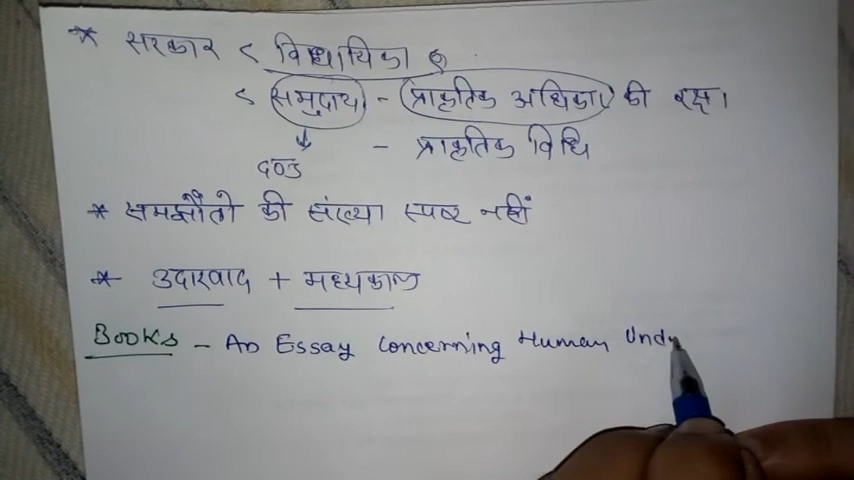 * सरकार < विधायिका
< समुदाय - प्राकृतिक अधिकार की रक्षा
↓ - प्राकृतिक विधि
दण्ड
* समझौतो की संख्या स्पष्ट नहीं
* उदारवाद + मध्यकाल
Books - An Essay Concerning Human Und